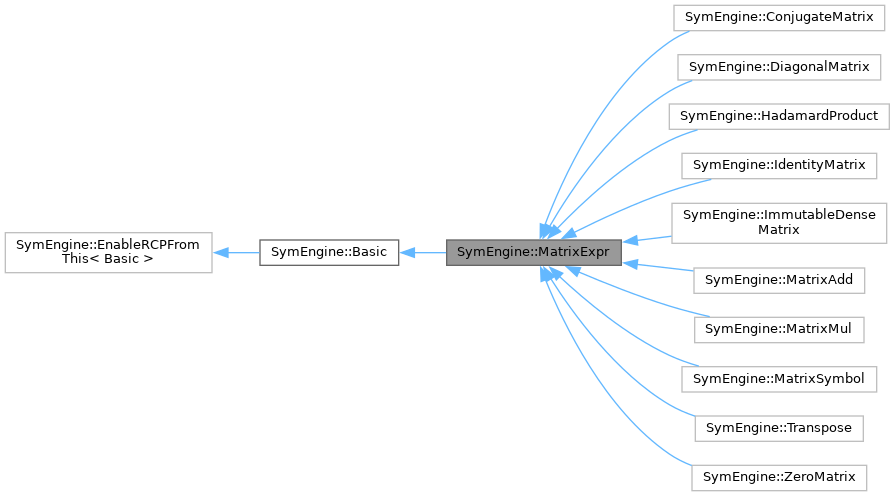 SymEngine::ConjugateMatrix
SymEngine::DiagonalMatrix
SymEngine::HadamardProduct
SymEngine::IdentityMatrix
SymEngine::ImmutableDense
Matrix
SymEngine::EnableRCPFrom
This< Basic >
SymEngine::Basic
SymEngine::MatrixExpr
SymEngine::MatrixAdd
SymEngine::MatrixMul
SymEngine::MatrixSymbol
SymEngine::Transpose
SymEngine::ZeroMatrix